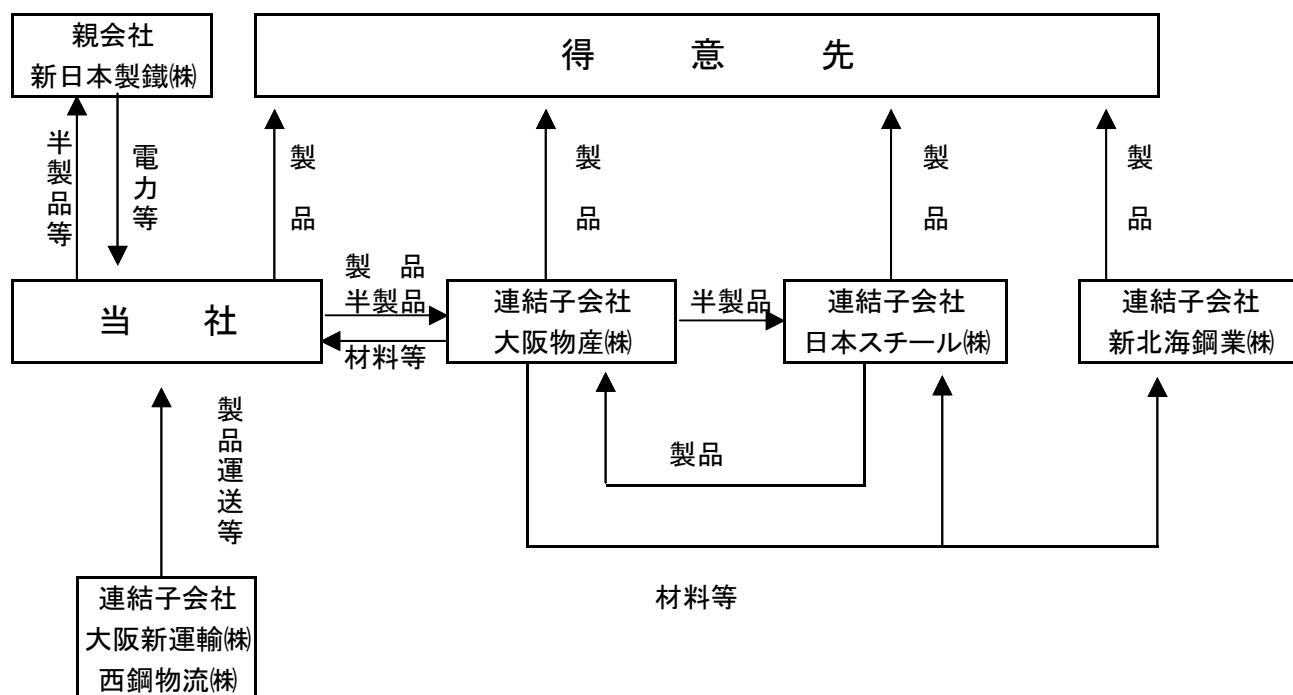 親会社
新日本製鐵㈱
得 意 先
半製品等
電力等
製品
製品
製品
製品
製 品
半製品
材料等
半製品
当 社
連結子会社
大阪物産㈱
連結子会社
日本スチール㈱
連結子会社
新北海鋼業㈱
製品運送等
製品
材料等
連結子会社
大阪新運輸㈱
西鋼物流㈱